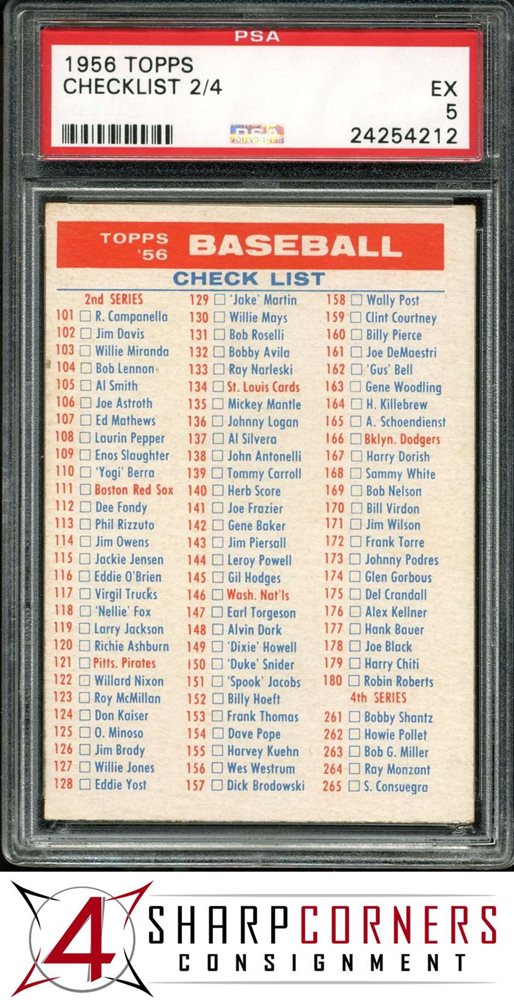 PSA
1956 TOPPS
CHECKLIST 2/4
EX
5
24254212
TOPPS
'56
BASEBALL
CHECK LIST
2nd SERIES
101 R. Campanella
102 Jim Davis
103 Willie Miranda
104 Bob Lennon
105 Al Smith
106 Joe Astroth
107 Ed Mathews
108 Laurin Pepper
109 Enos Slaughter
110 'Yogi' Berra
111 Boston Red Sox
112 Dee Fondy
113 Phil Rizzuto
114 Jim Owens
115 Jackie Jensen
116 Eddie O'Brien
117 Virgil Trucks
118 'Nellie' Fox
119 Larry Jackson
120 Richie Ashburn
121 Pitts. Pirates
122 Willard Nixon
123 Roy McMillan
124 Don Kaiser
125 O. Minoso
126 Jim Brady
127 Willie Jones
128 Eddie Yost
129 'Jake' Martin
130 Willie Mays
131 Bob Roselli
132 Bobby Avila
133 Ray Narleski
134 St. Louis Cards
135 Mickey Mantle
136 Johnny Logan
137 Al Silvera
138 John Antonelli
139 Tommy Carroll
140 Herb Score
141 Joe Frazier
142 Gene Baker
143 Jim Piersall
144 Leroy Powell
145 Gil Hodges
146 Wash. Nat'ls
147 Earl Torgeson
148 Alvin Dark
149 'Dixie' Howell
150 'Duke' Snider
151 'Spook' Jacobs
152 Billy Hoeft
153 Frank Thomas
154 Dave Pope
155 Harvey Kuehn
156 Wes Westrum
157 Dick Brodowski
158 Wally Post
159 Clint Courtney
160 Billy Pierce
161 Joe DeMaestri
162 'Gus' Bell
163 Gene Woodling
164 H. Killebrew
165 A. Schoendienst
166 Bklyn. Dodgers
167 Harry Dorish
168 Sammy White
169 Bob Nelson
170 Bill Virdon
171 Jim Wilson
172 Frank Torre
173 Johnny Podres
174 Glen Gorbous
175 Del Crandall
176 Alex Kellner
177 Hank Bauer
178 Joe Black
179 Harry Chiti
180 Robin Roberts
4th SERIES
261 Bobby Shantz
262 Howie Pollet
263 Bob G. Miller
264 Ray Monzant
265 S. Consuegra
4 SHARPCORNERS
CONSIGNMENT